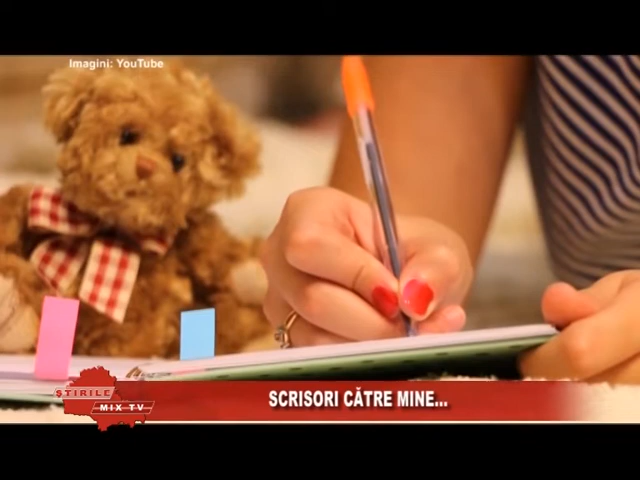 Imagini: YouTube
SCRISORI CĂTRE MINE...
ȘTIRILE
MIX TV